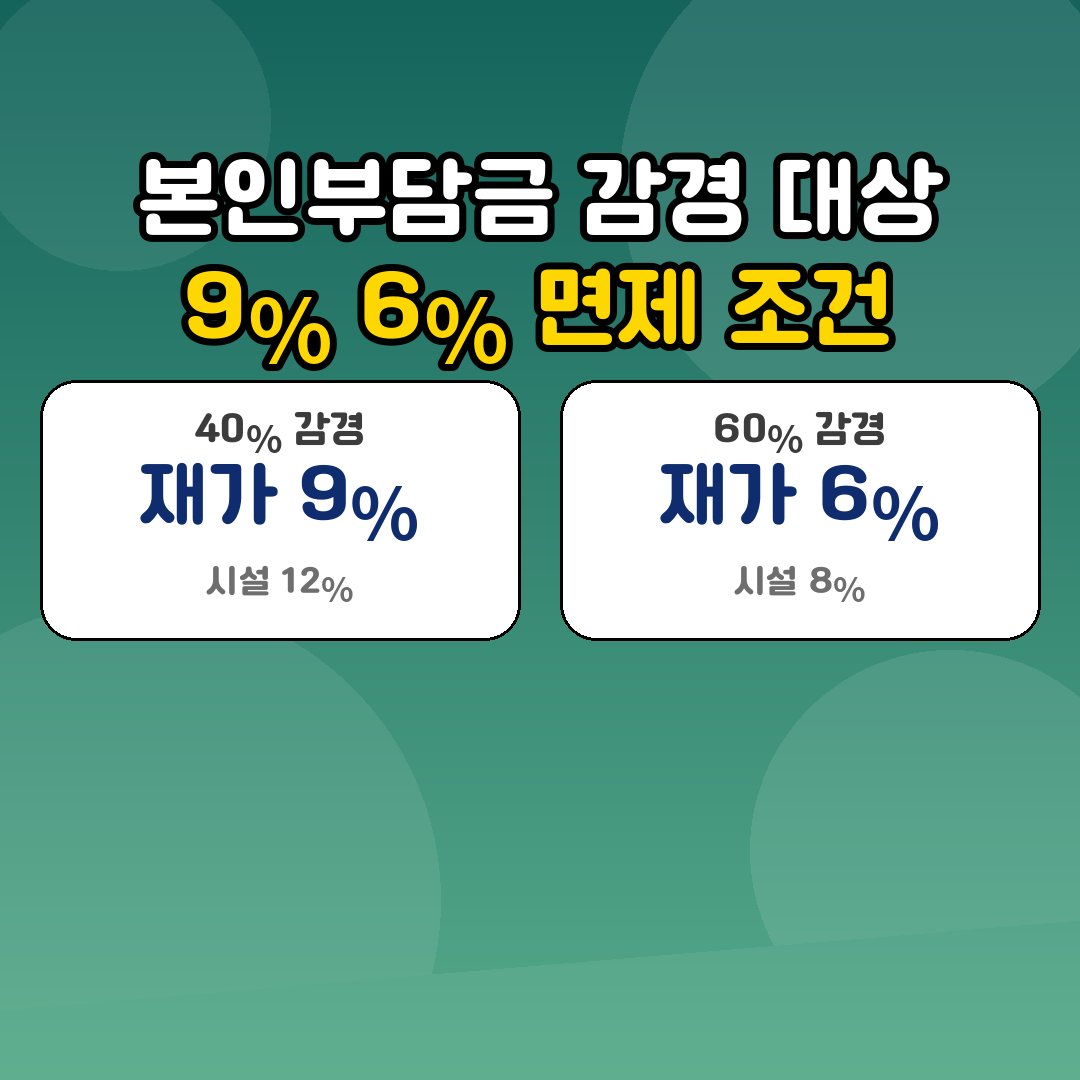 본인부담금 감경 대상
9% 6% 면제 조건
40% 감경
재가 9%
시설 12%
60% 감경
재가 6%
시설 8%